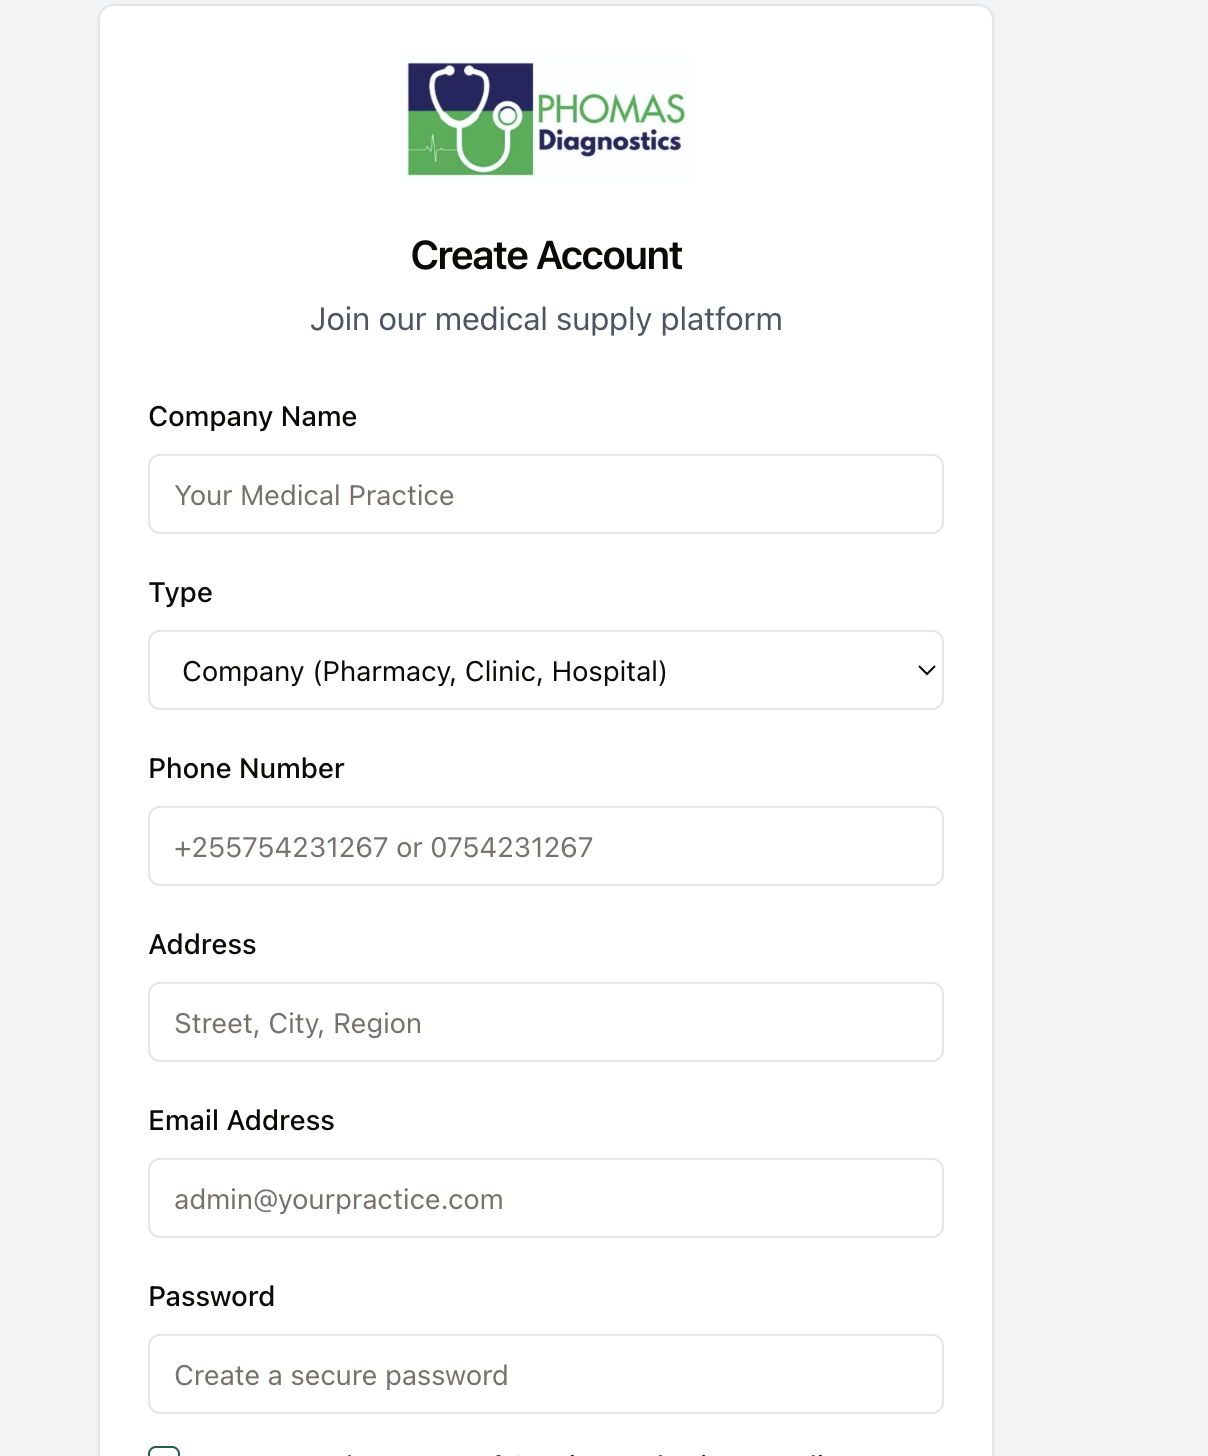 PHOMAS
Diagnostics
Create Account
Join our medical supply platform
Company Name
Your Medical Practice
Type
Company (Pharmacy, Clinic, Hospital)
Phone Number
+255754231267 or 0754231267
Address
Street, City, Region
Email Address
admin@yourpractice.com
Password
Create a secure password